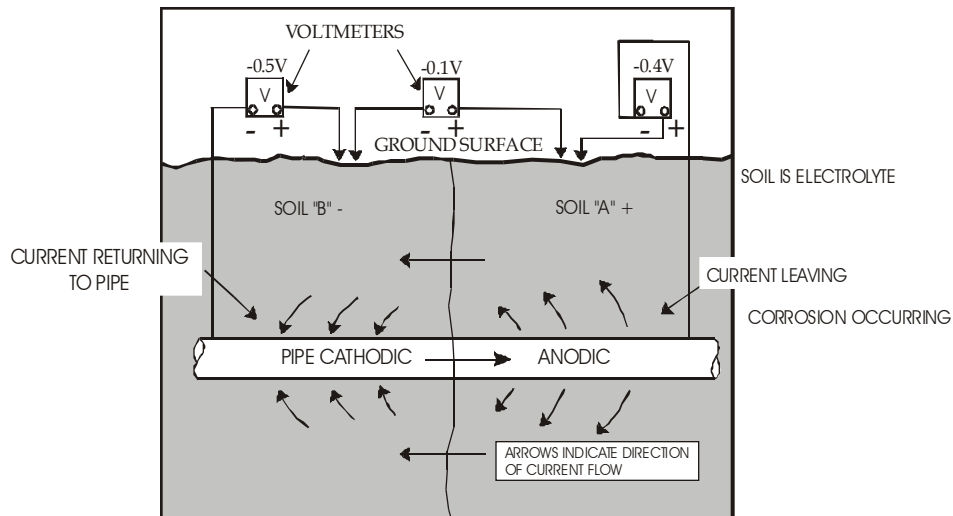 VOLTMETERS
-0.5V
-0.1V
-0.4V
V
V
V
- +
- +
- +
GROUND SURFACE
SOIL IS ELECTROLYTE
SOIL "B" -
SOIL "A" +
CURRENT RETURNING
TO PIPE
CURRENT LEAVING
CORROSION OCCURRING
PIPE CATHODIC
ANODIC
ARROWS INDICATE DIRECTION
OF CURRENT FLOW